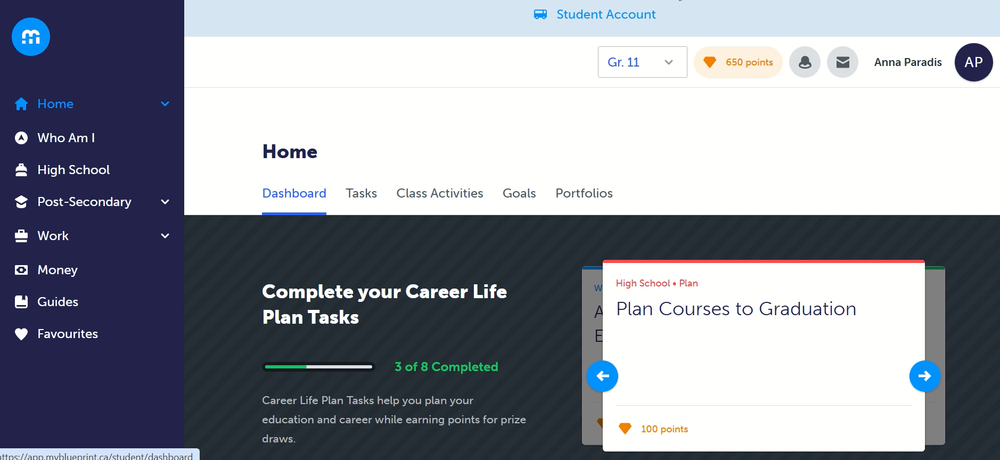 Student Account
Gr. 11
650 points
Anna Paradis
AP
m
Home
Who Am I
High School
Post-Secondary
Work
Money
Guides
Favourites
Home
Dashboard Tasks Class Activities Goals Portfolios
Complete your Career Life
Plan Tasks
3 of 8 Completed
Career Life Plan Tasks help you plan your
education and career while earning points for prize
draws.
High School • Plan
Plan Courses to Graduation
100 points
https://app.myblueprint.ca/student/dashboard